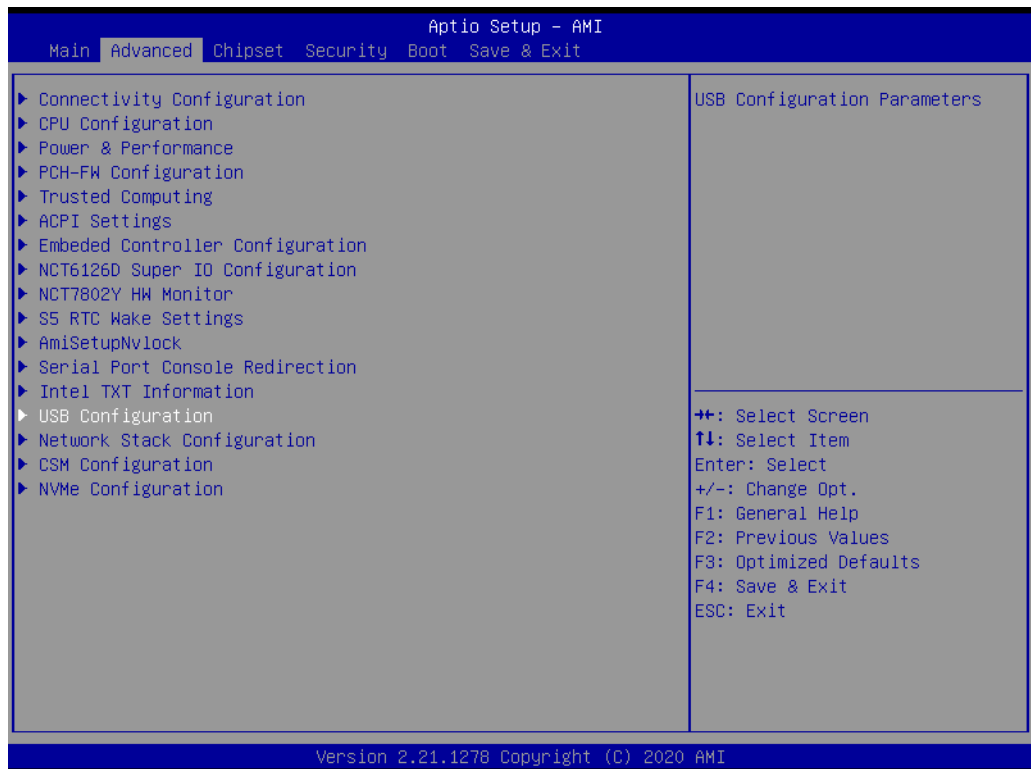 Aptio Setup – AMI
Main Advanced Chipset Security Boot Save & Exit
Connectivity Configuration
CPU Configuration
Power & Performance
PCH-FW Configuration
Trusted Computing
ACPI Settings
Embeded Controller Configuration
NCT6126D Super IO Configuration
NCT7802Y HW Monitor
S5 RTC Wake Settings
AmiSetupNvlock
Serial Port Console Redirection
Intel TXT Information
USB Configuration
Network Stack Configuration
CSM Configuration
NVMe Configuration
USB Configuration Parameters
→←: Select Screen
↑↓: Select Item
Enter: Select
+/-: Change Opt.
F1: General Help
F2: Previous Values
F3: Optimized Defaults
F4: Save & Exit
ESC: Exit
Version 2.21.1278 Copyright (C) 2020 AMI